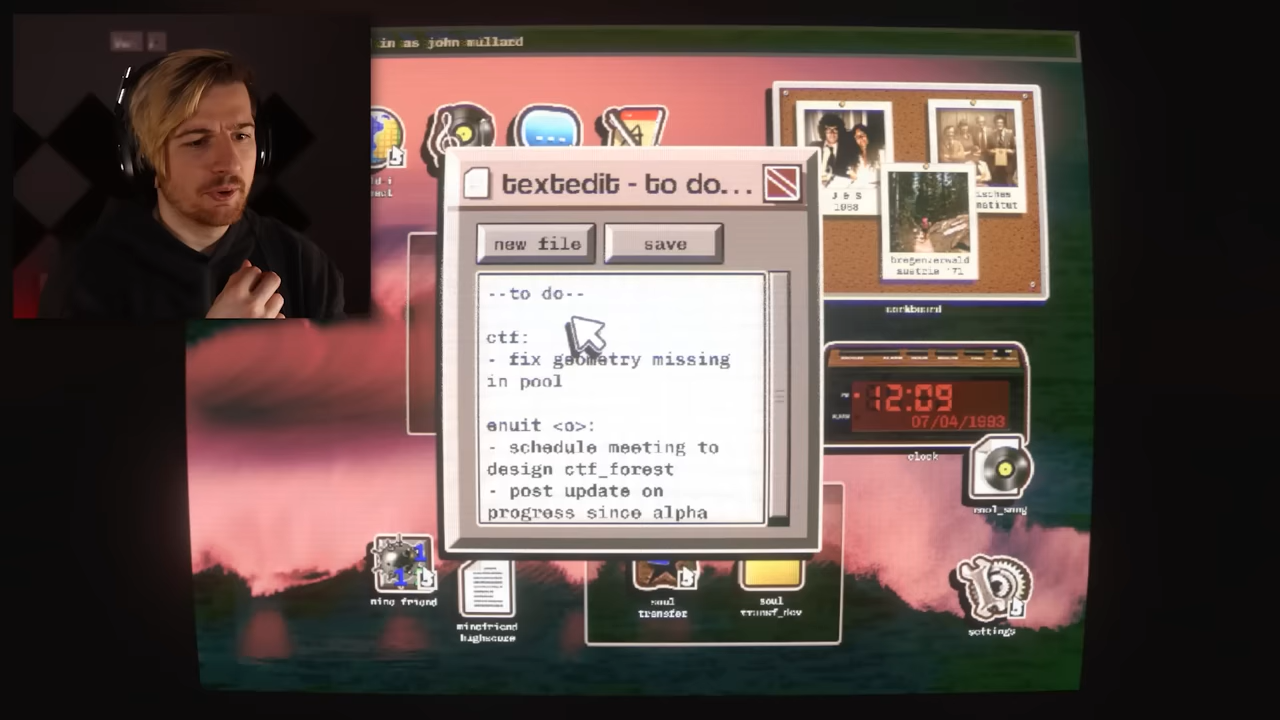 in as john mullard
textedit - to do...
new file
save
--to do--
ctf:
- fix geometry missing
in pool
enuit <o>:
- schedule meeting to
design ctf_forest
- post update on
progress since alpha
J & S
1988
bregenzerwald
austria '71
corkboard
12:09
07/04/1993
clock
cool_song
settings
mine friend
minefriend
highscore
soul
transfer
soul
transf_dev